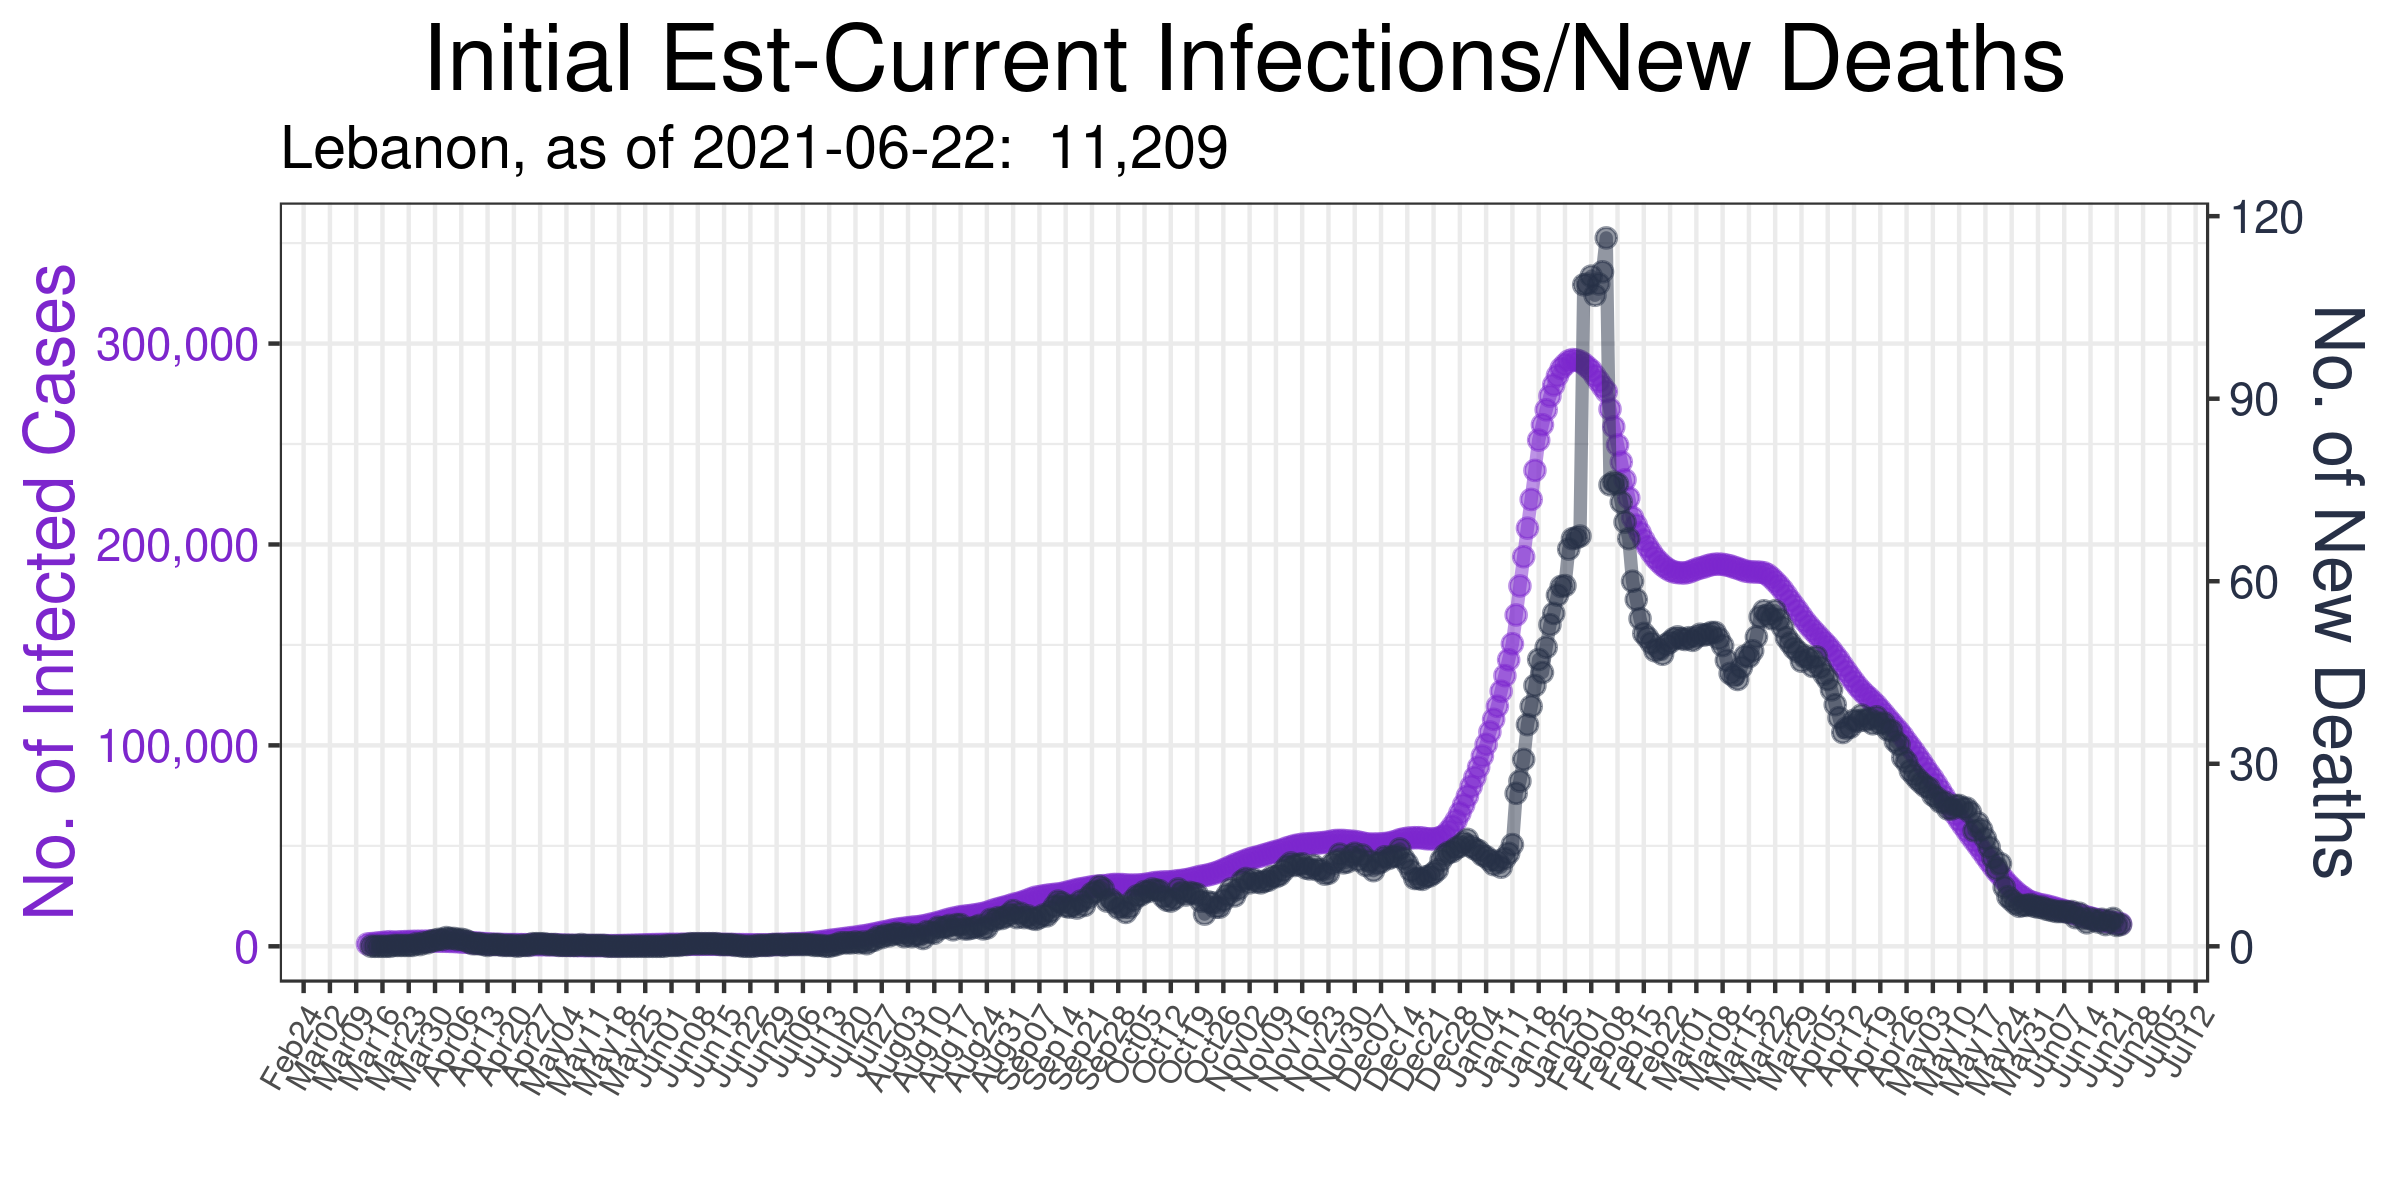 Initial Est-Current Infections/New Deaths
Lebanon, as of 2021-06-22:  11,209
No. of Infected Cases
300,000
200,000
100,000
0
120
90
60
30
0
No. of New Deaths
Feb24
Mar02
Mar09
Mar16
Mar23
Mar30
Apr06
Apr13
Apr20
Apr27
May04
May11
May18
May25
Jun01
Jun08
Jun15
Jun22
Jun29
Jul06
Jul13
Jul20
Jul27
Aug03
Aug10
Aug17
Aug24
Aug31
Sep07
Sep14
Sep21
Sep28
Oct05
Oct12
Oct19
Oct26
Nov02
Nov09
Nov16
Nov23
Nov30
Dec07
Dec14
Dec21
Dec28
Jan04
Jan11
Jan18
Jan25
Feb01
Feb08
Feb15
Feb22
Mar01
Mar08
Mar15
Mar22
Mar29
Apr05
Apr12
Apr19
Apr26
May03
May10
May17
May24
May31
Jun07
Jun14
Jun21
Jun28
Jul05
Jul12